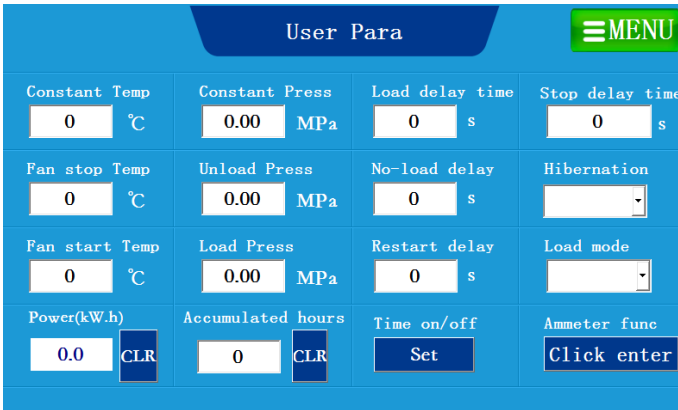 User Para
MENU
Constant Temp
0 ℃
Constant Press
0.00 MPa
Load delay time
0 s
Stop delay time
0 s
Fan stop Temp
0 ℃
Unload Press
0.00 MPa
No-load delay
0 s
Hibernation
Fan start Temp
0 ℃
Load Press
0.00 MPa
Restart delay
0 s
Load mode
Power(kW.h)
0.0 CLR
Accumulated hours
0 CLR
Time on/off
Set
Ammeter func
Click enter